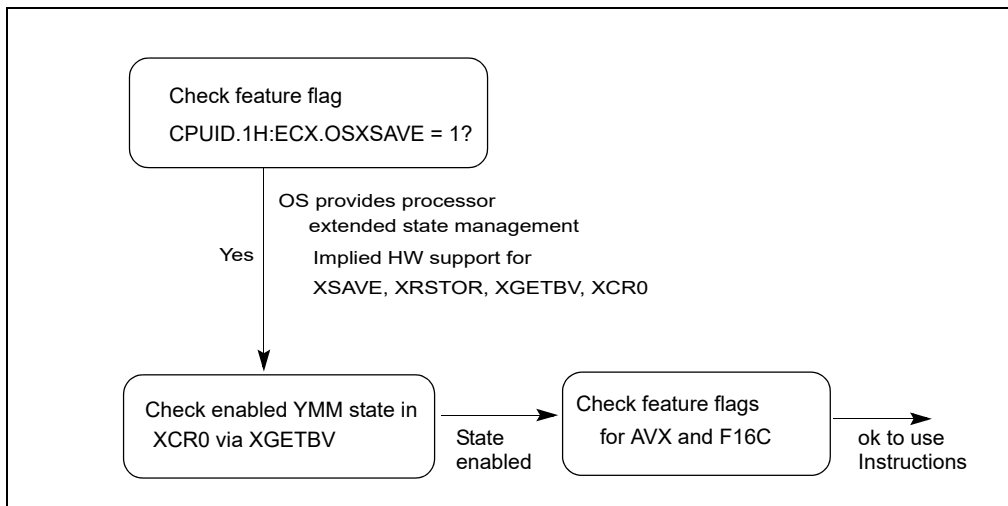 Check feature flag
CPUID.1H:ECX.OSXSAVE = 1?
OS provides processor
extended state management
Yes
Implied HW support for
XSAVE, XRSTOR, XGETBV, XCR0
Check enabled YMM state in
XCR0 via XGETBV
State
enabled
Check feature flags
for AVX and F16C
ok to use
Instructions